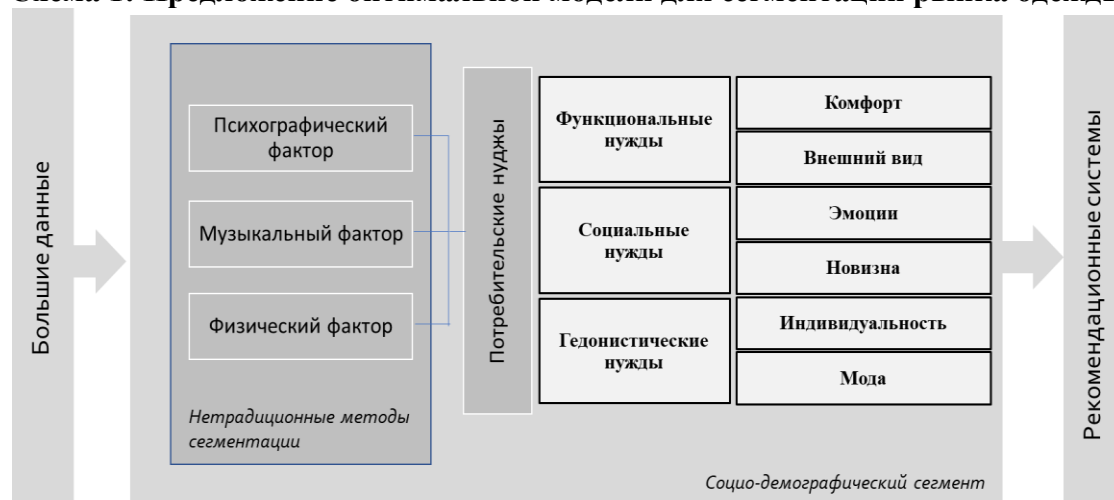 Схема 1. Предложение оптимальной модели для сегментации рынка одежды
Большие данные
Психографический
фактор
Музыкальный фактор
Физический фактор
Нетрадиционные методы
сегментации
Потребительские нуджы
Функциональные
нужды
Социальные
нужды
Гедонистические
нужды
Комфорт
Внешний вид
Эмоции
Новизна
Индивидуальность
Мода
Социо-демографический сегмент
Рекомендационные системы